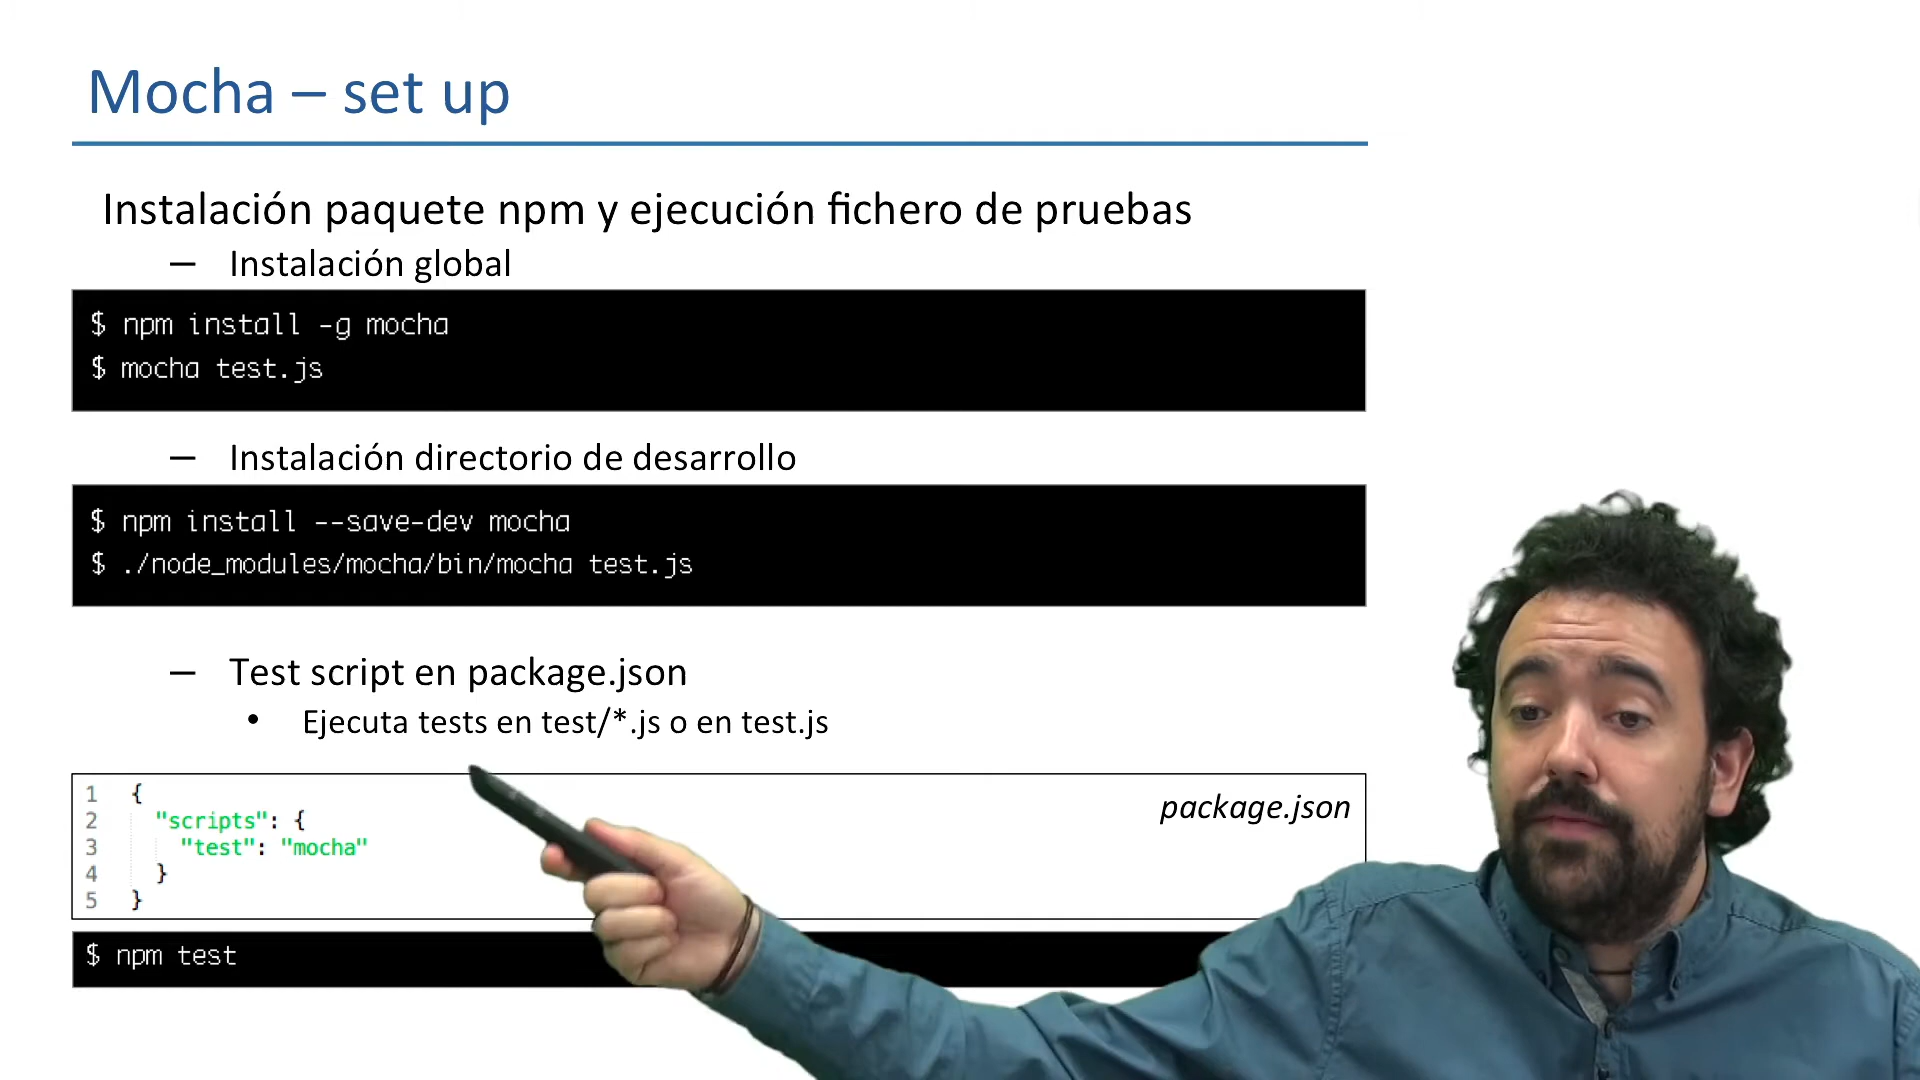 Mocha – set up
Instalación paquete npm y ejecución fichero de pruebas
– Instalación global
$ npm install -g mocha
$ mocha test.js
– Instalación directorio de desarrollo
$ npm install --save-dev mocha
$ ./node_modules/mocha/bin/mocha test.js
– Test script en package.json
• Ejecuta tests en test/*.js o en test.js
package.json
1 {
2 "scripts": {
3 "test": "mocha"
4 }
5 }
$ npm test